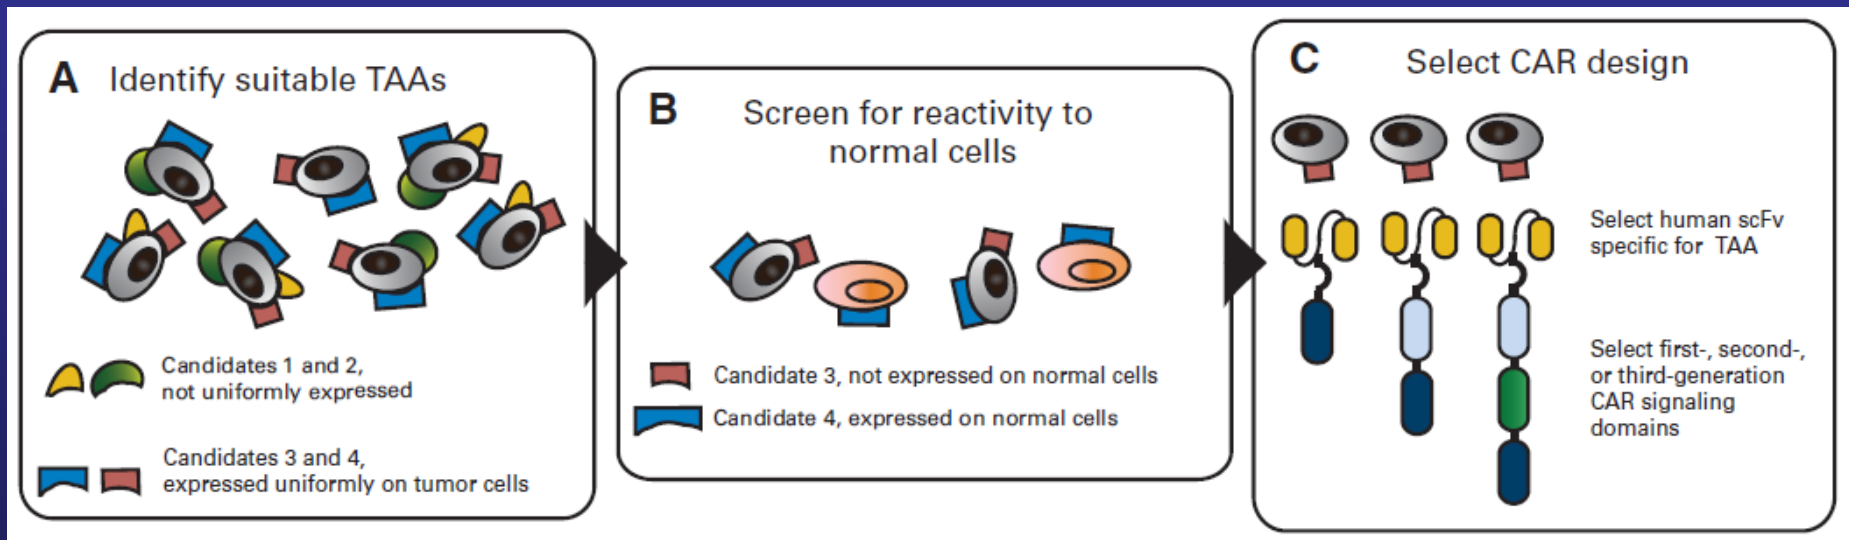 A Identify suitable TAAs
Candidates 1 and 2,
not uniformly expressed
Candidates 3 and 4,
expressed uniformly on tumor cells
B Screen for reactivity to
normal cells
Candidate 3, not expressed on normal cells
Candidate 4, expressed on normal cells
C Select CAR design
Select human scFv
specific for TAA
Select first-, second-,
or third-generation
CAR signaling
domains